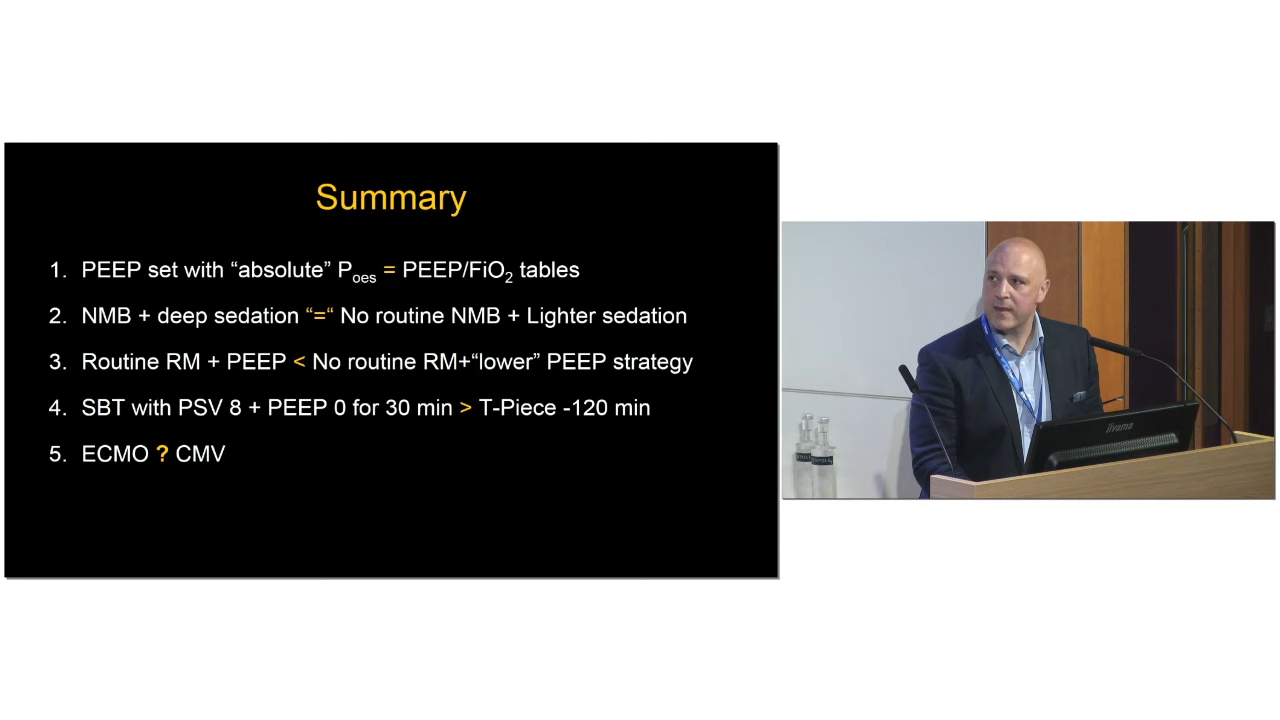 Summary
1. PEEP set with “absolute” Poes = PEEP/FiO2 tables
2. NMB + deep sedation “=“ No routine NMB + Lighter sedation
3. Routine RM + PEEP < No routine RM+“lower” PEEP strategy
4. SBT with PSV 8 + PEEP 0 for 30 min > T-Piece -120 min
5. ECMO ? CMV
iiyama